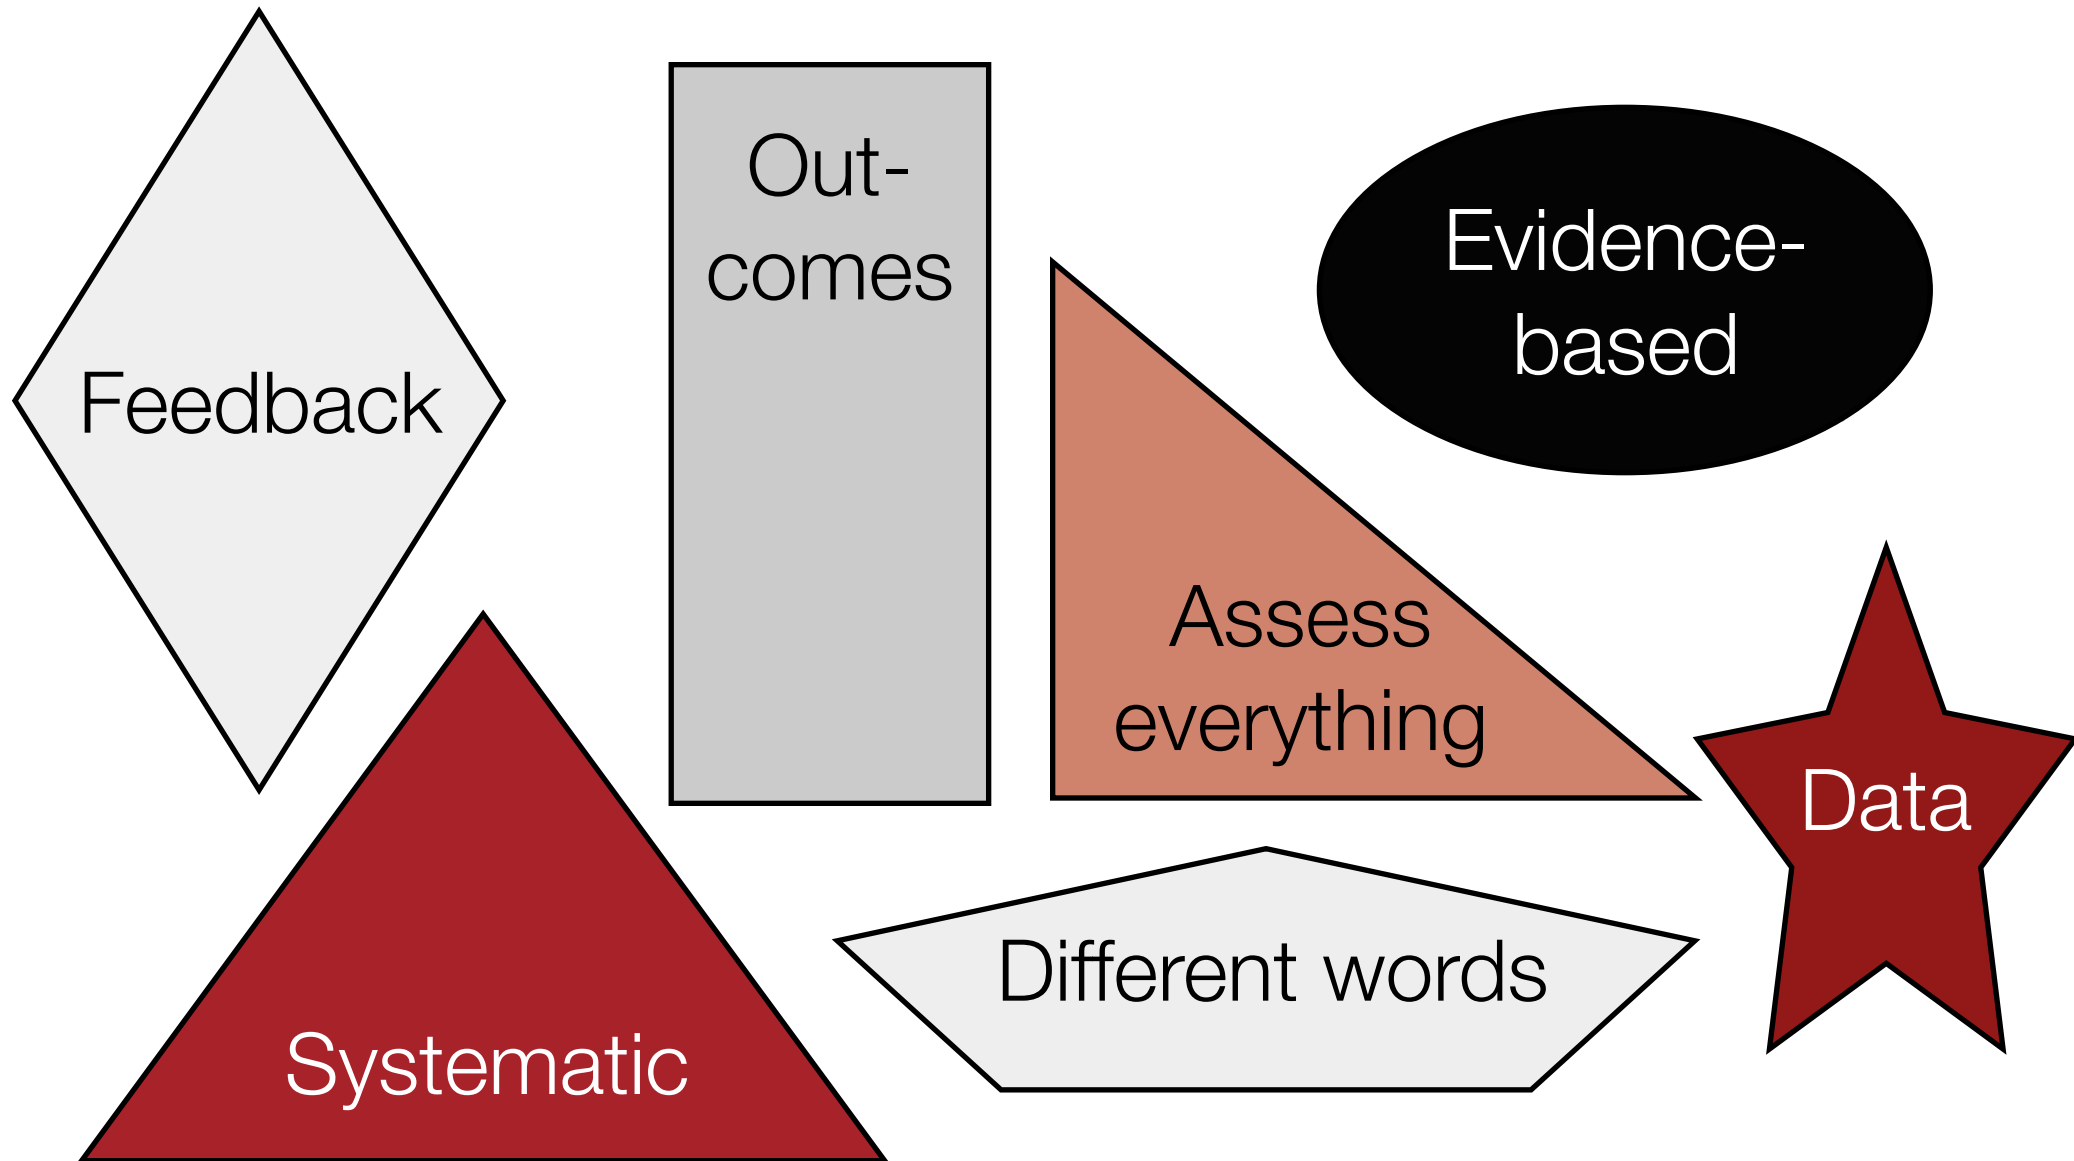 Feedback
Out-
comes
Evidence-
based
Assess
everything
Data
Different words
Systematic